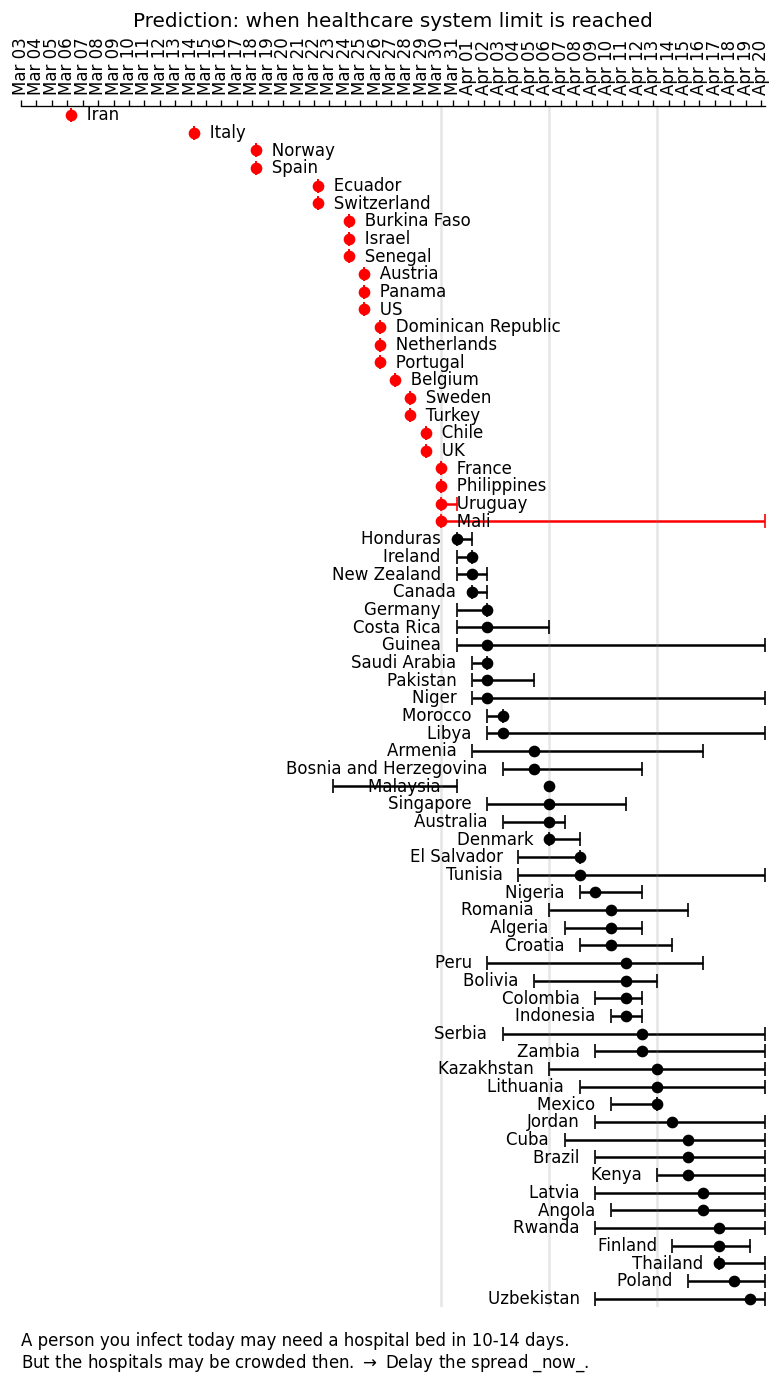 Prediction: when healthcare system limit is reached
Mar 03
Mar 04
Mar 05
Mar 06
Mar 07
Mar 08
Mar 09
Mar 10
Mar 11
Mar 12
Mar 13
Mar 14
Mar 15
Mar 16
Mar 17
Mar 18
Mar 19
Mar 20
Mar 21
Mar 22
Mar 23
Mar 24
Mar 25
Mar 26
Mar 27
Mar 28
Mar 29
Mar 30
Mar 31
Apr 01
Apr 02
Apr 03
Apr 04
Apr 05
Apr 06
Apr 07
Apr 08
Apr 09
Apr 10
Apr 11
Apr 12
Apr 13
Apr 14
Apr 15
Apr 16
Apr 17
Apr 18
Apr 19
Apr 20
Iran
Italy
Norway
Spain
Ecuador
Switzerland
Burkina Faso
Israel
Senegal
Austria
Panama
US
Dominican Republic
Netherlands
Portugal
Belgium
Sweden
Turkey
Chile
UK
France
Philippines
Uruguay
Mali
Honduras
Ireland
New Zealand
Canada
Germany
Costa Rica
Guinea
Saudi Arabia
Pakistan
Niger
Morocco
Libya
Armenia
Bosnia and Herzegovina
Malaysia
Singapore
Australia
Denmark
El Salvador
Tunisia
Nigeria
Romania
Algeria
Croatia
Peru
Bolivia
Colombia
Indonesia
Serbia
Zambia
Kazakhstan
Lithuania
Mexico
Jordan
Cuba
Brazil
Kenya
Latvia
Angola
Rwanda
Finland
Thailand
Poland
Uzbekistan
A person you infect today may need a hospital bed in 10-14 days.
But the hospitals may be crowded then. → Delay the spread _now_.